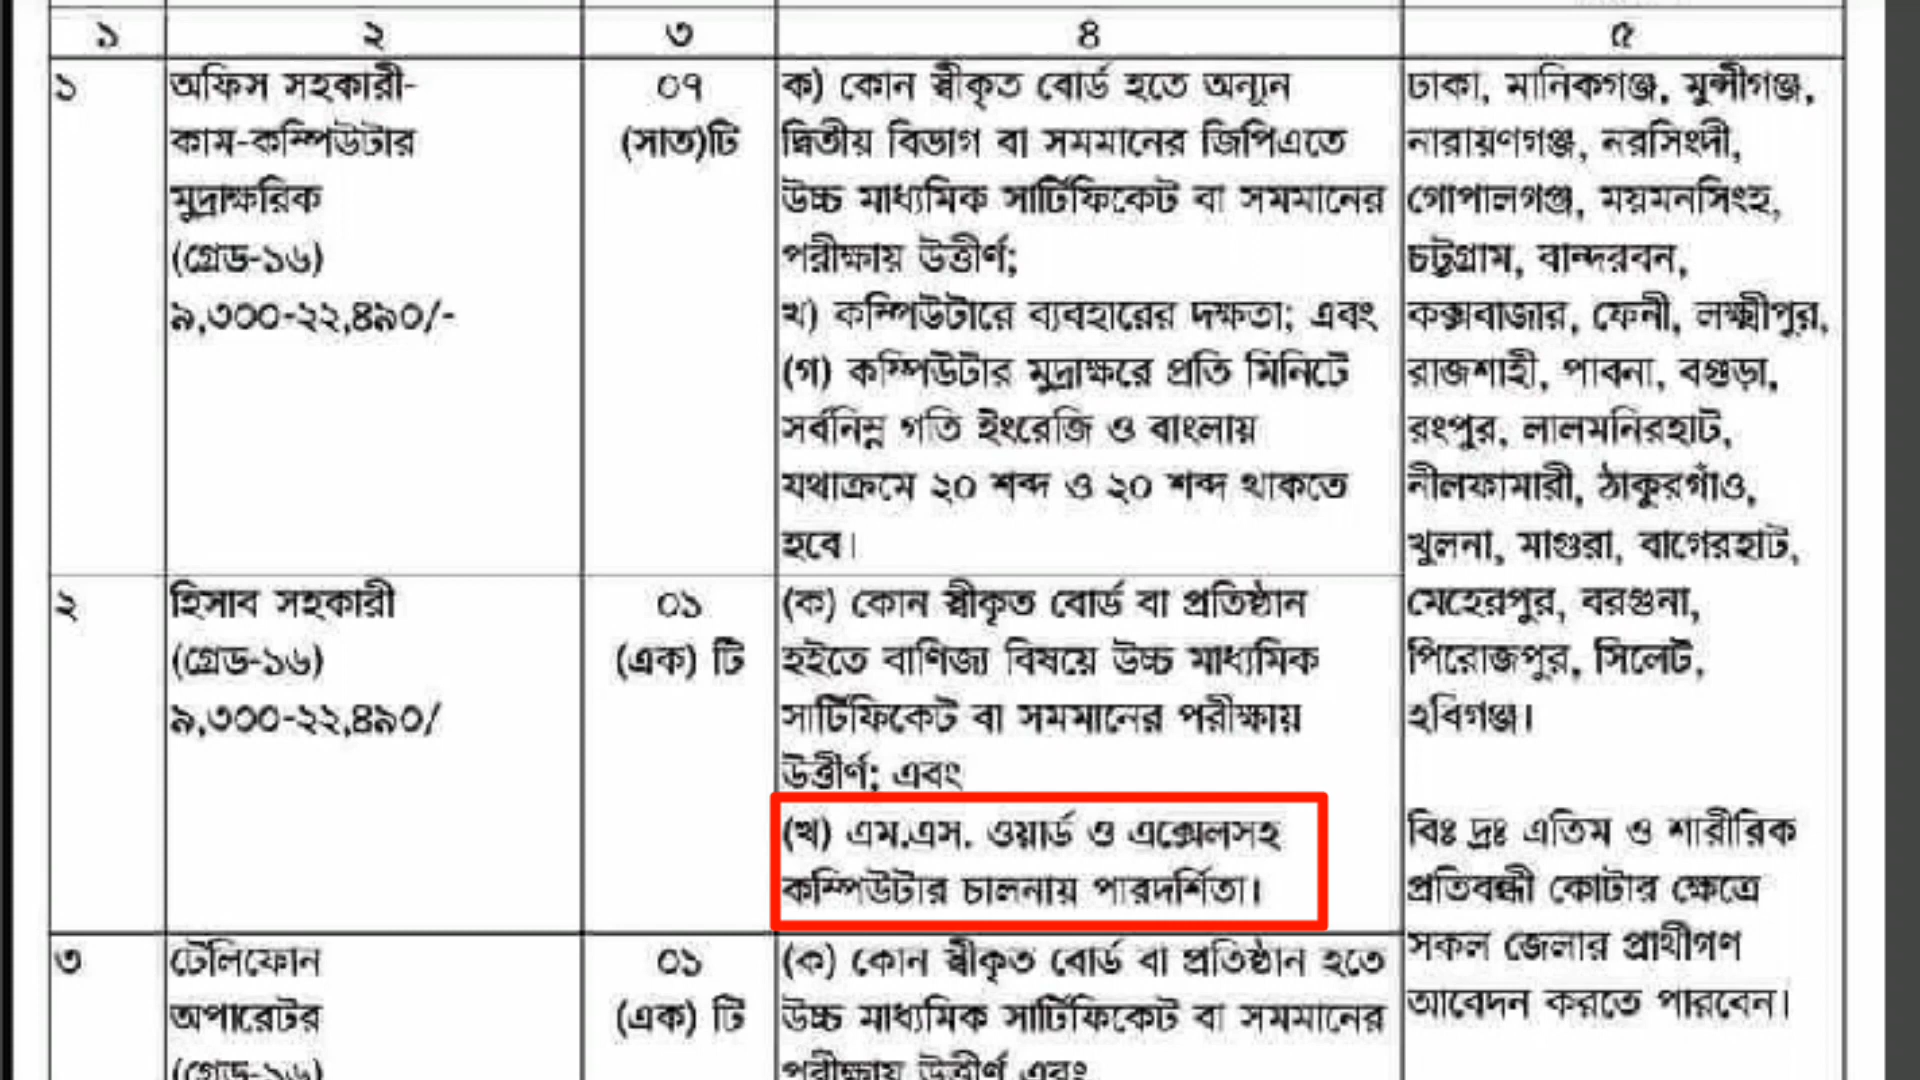 ১ ২ ৩ ৪ ৫
১
অফিস সহকারী-
কাম-কম্পিউটার
মুদ্রাক্ষরিক
(গ্রেড-১৬)
৯,৩০০-২২,৪৯০/-
০৭
(সাত)টি
ক) কোন স্বীকৃত বোর্ড হতে অন্যূন
দ্বিতীয় বিভাগ বা সমমানের জিপিএতে
উচ্চ মাধ্যমিক সার্টিফিকেট বা সমমানের
পরীক্ষায় উত্তীর্ণ;
খ) কম্পিউটারে ব্যবহারের দক্ষতা; এবং
(গ) কম্পিউটার মুদ্রাক্ষরে প্রতি মিনিটে
সর্বনিম্ন গতি ইংরেজি ও বাংলায়
যথাক্রমে ২০ শব্দ ও ২০ শব্দ থাকতে
হবে।
২
হিসাব সহকারী
(গ্রেড-১৬)
৯,৩০০-২২,৪৯০/
০১
(এক) টি
(ক) কোন স্বীকৃত বোর্ড বা প্রতিষ্ঠান
হইতে বাণিজ্য বিষয়ে উচ্চ মাধ্যমিক
সার্টিফিকেট বা সমমানের পরীক্ষায়
উত্তীর্ণ; এবং
(খ) এম.এস. ওয়ার্ড ও এক্সেলসহ
কম্পিউটার চালনায় পারদর্শিতা।
৩
টেলিফোন
অপারেটর
(গ্রেড-১৬)
০১
(এক) টি
(ক) কোন স্বীকৃত বোর্ড বা প্রতিষ্ঠান হতে
উচ্চ মাধ্যমিক সার্টিফিকেট বা সমমানের
পরীক্ষায় উত্তীর্ণ এবং
ঢাকা, মানিকগঞ্জ, মুন্সীগঞ্জ,
নারায়ণগঞ্জ, নরসিংদী,
গোপালগঞ্জ, ময়মনসিংহ,
চট্টগ্রাম, বান্দরবন,
কক্সবাজার, ফেনী, লক্ষ্মীপুর,
রাজশাহী, পাবনা, বগুড়া,
রংপুর, লালমনিরহাট,
নীলফামারী, ঠাকুরগাঁও,
খুলনা, মাগুরা, বাগেরহাট,
মেহেরপুর, বরগুনা,
পিরোজপুর, সিলেট,
হবিগঞ্জ।
বিঃ দ্রঃ এতিম ও শারীরিক
প্রতিবন্ধী কোটার ক্ষেত্রে
সকল জেলার প্রার্থীগণ
আবেদন করতে পারবেন।